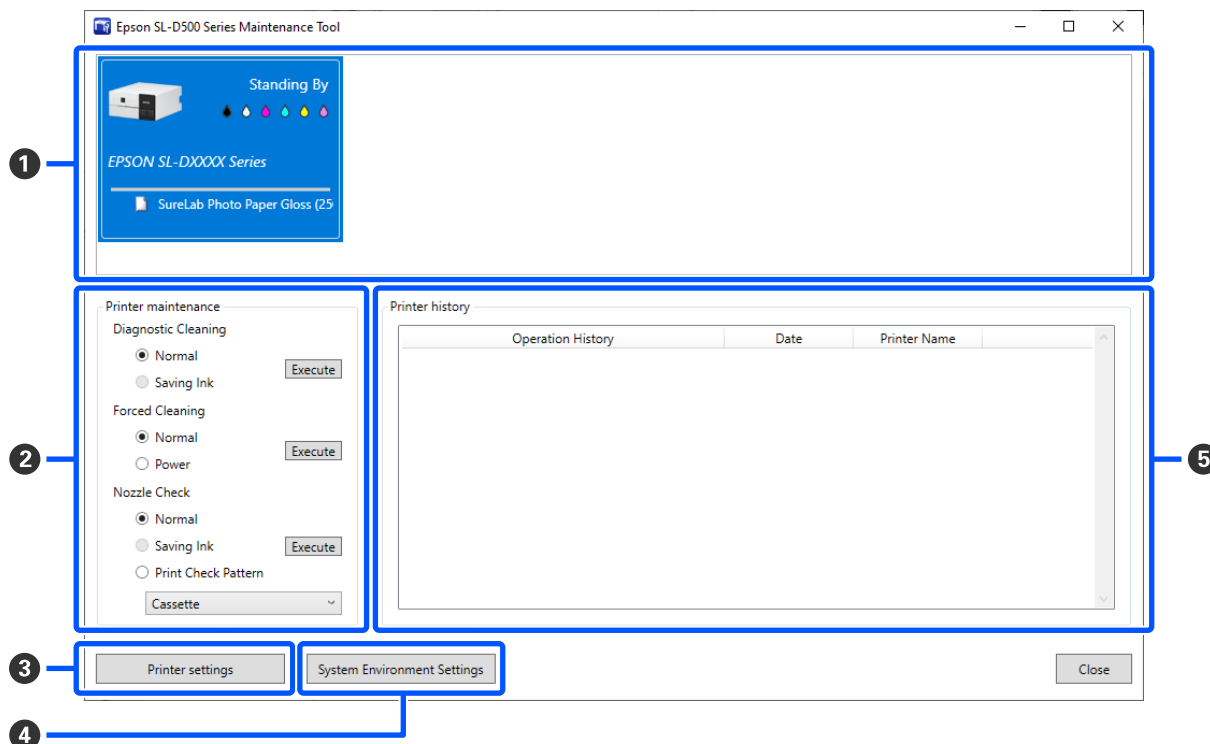 Epson SL-D500 Series Maintenance Tool
Standing By
EPSON SL-DXXXX Series
SureLab Photo Paper Gloss (25
1
Printer maintenance
Diagnostic Cleaning
Normal
Saving Ink
Execute
Forced Cleaning
Normal
Power
Execute
Nozzle Check
Normal
Saving Ink
Execute
Print Check Pattern
Cassette
2
Printer history
Operation History Date Printer Name
5
3
Printer settings
System Environment Settings
Close
4